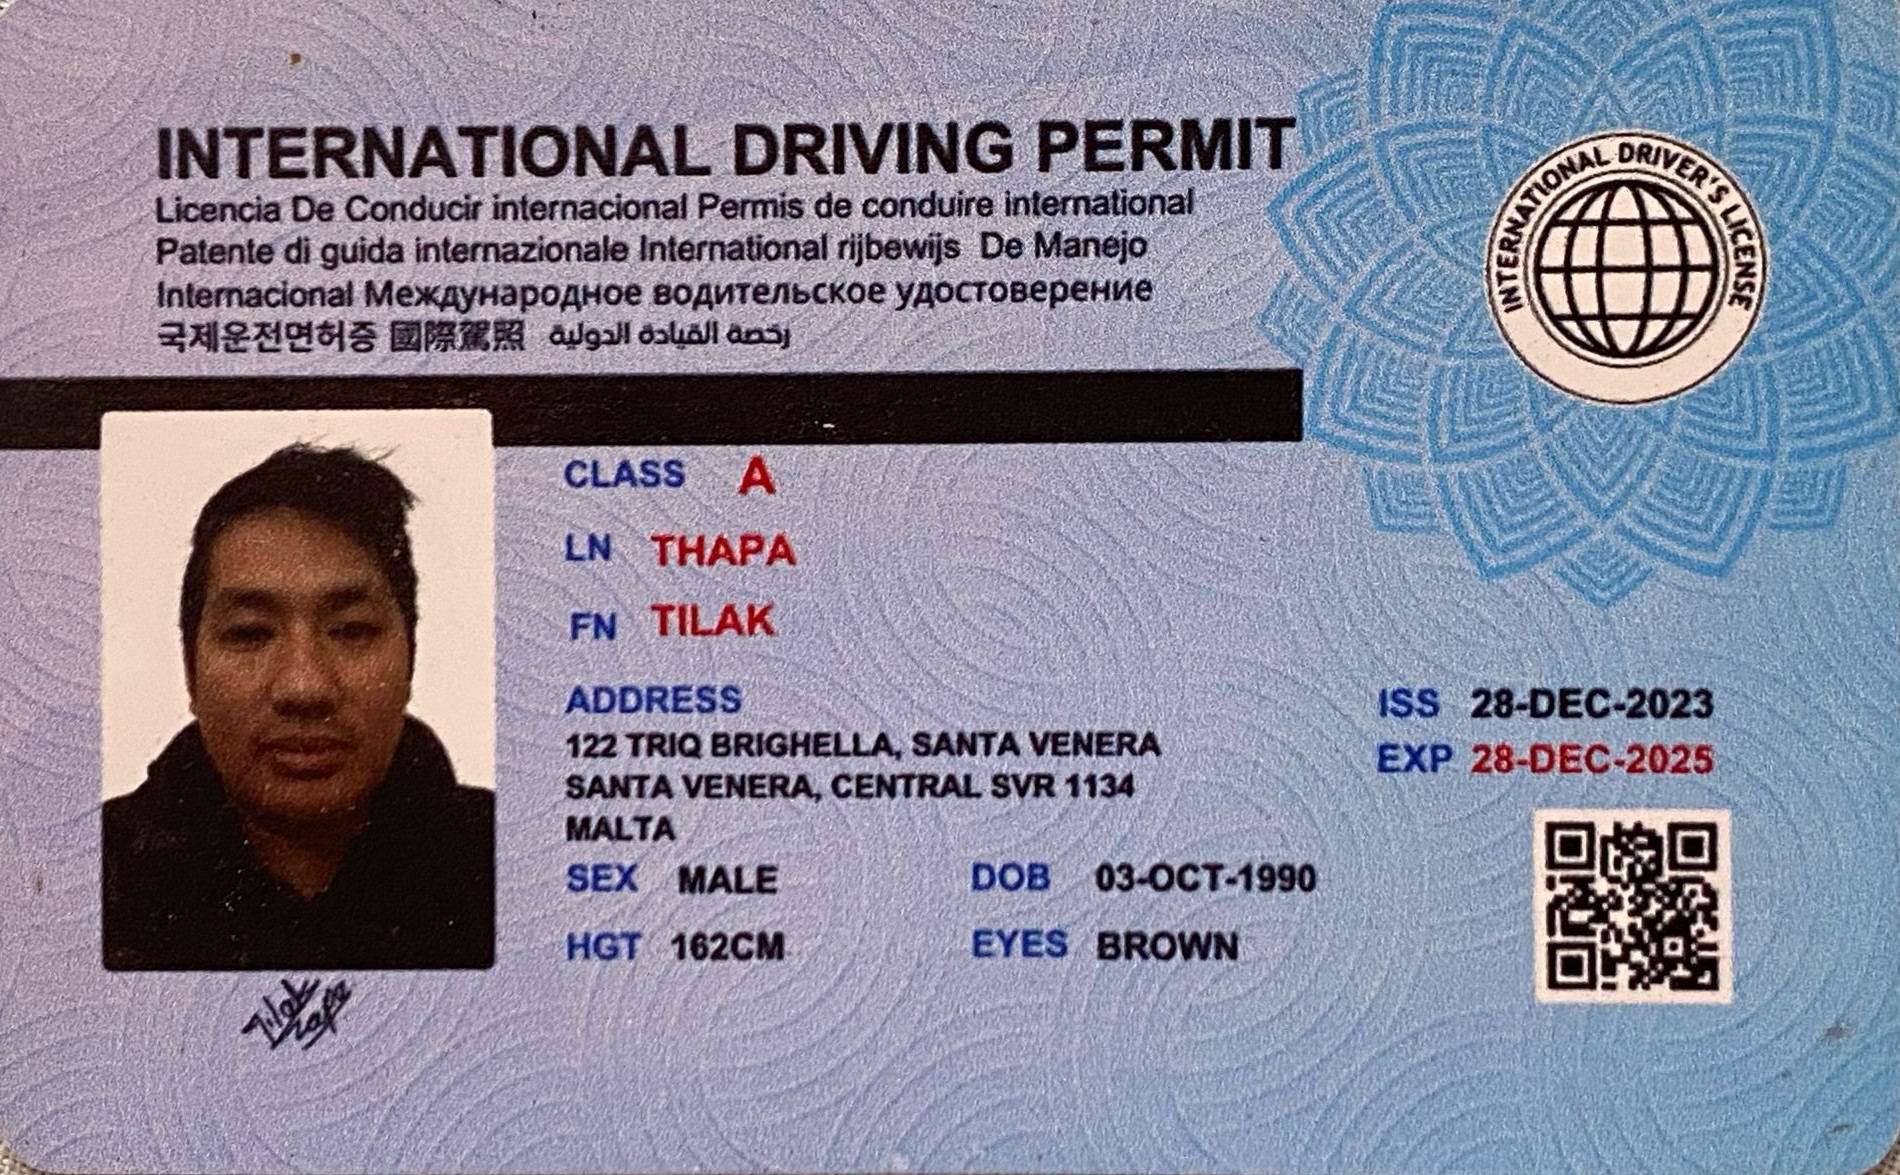 INTERNATIONAL DRIVING PERMIT
Licencia De Conducir internacional Permis de conduire international
Patente di guida internazionale International rijbewijs De Manejo
Internacional Международное водительское удостоверение
국제운전면허증 國際駕照 رخصة القيادة الدولية
INTERNATIONAL DRIVER'S LICENSE
CLASS A
LN THAPA
FN TILAK
ADDRESS
122 TRIQ BRIGHELLA, SANTA VENERA
SANTA VENERA, CENTRAL SVR 1134
MALTA
ISS 28-DEC-2023
EXP 28-DEC-2025
SEX MALE DOB 03-OCT-1990
HGT 162CM EYES BROWN
Tilak